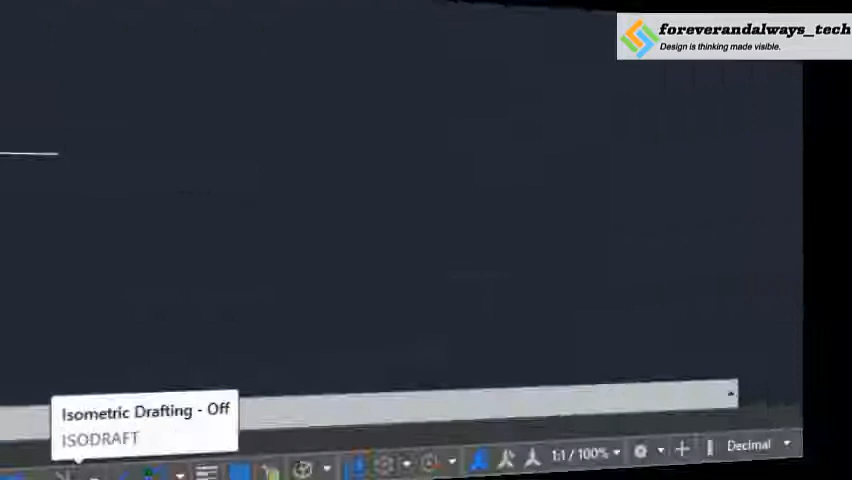 foreverandalways_tech
Design is thinking made visible.
Isometric Drafting - Off
ISODRAFT
1:1 / 100%
Decimal